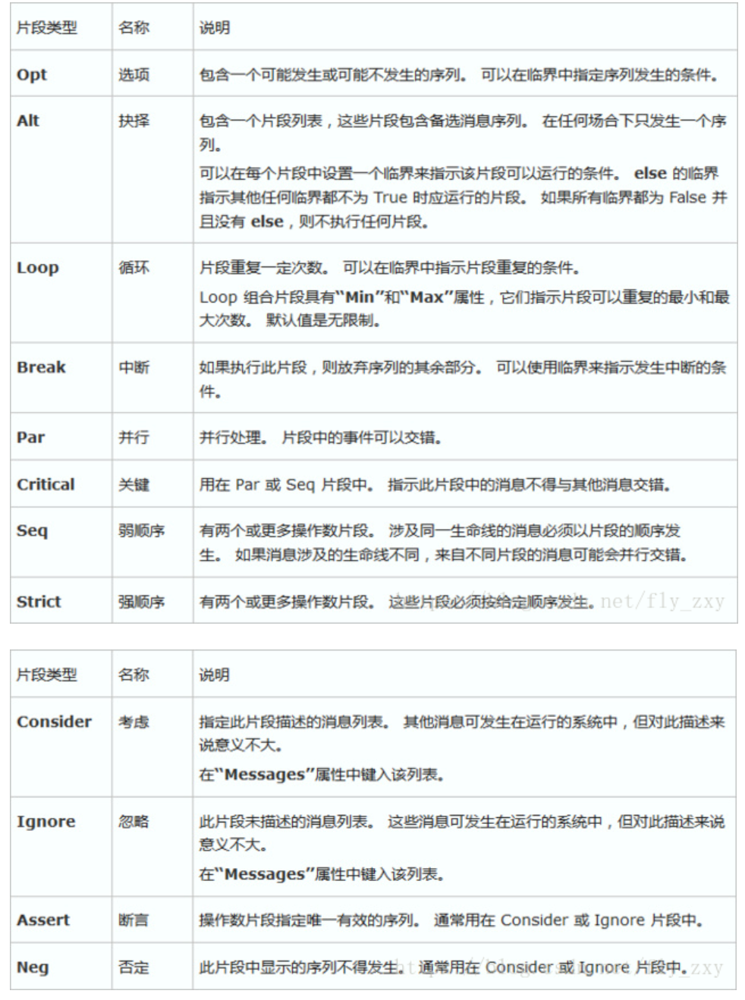 片段类型 名称 说明
Opt 选项 包含一个可能发生或可能不发生的序列。 可以在临界中指定序列发生的条件。
Alt 抉择 包含一个片段列表，这些片段包含备选消息序列。 在任何场合下只发生一个序
列。
可以在每个片段中设置一个临界来指示该片段可以运行的条件。 else 的临界
指示其他任何临界都不为 True 时应运行的片段。 如果所有临界都为 False 并
且没有 else，则不执行任何片段。
Loop 循环 片段重复一定次数。 可以在临界中指示片段重复的条件。
Loop 组合片段具有“Min”和“Max”属性，它们指示片段可以重复的最小和最
大次数。 默认值是无限制。
Break 中断 如果执行此片段，则放弃序列的其余部分。 可以使用临界来指示发生中断的条
件。
Par 并行 并行处理。 片段中的事件可以交错。
Critical 关键 用在 Par 或 Seq 片段中。 指示此片段中的消息不得与其他消息交错。
Seq 弱顺序 有两个或更多操作数片段。 涉及同一生命线的消息必须以片段的顺序发
生。 如果消息涉及的生命线不同，来自不同片段的消息可能会并行交错。
Strict 强顺序 有两个或更多操作数片段。 这些片段必须按给定顺序发生。
net/fly_zxy
片段类型 名称 说明
Consider 考虑 指定此片段描述的消息列表。 其他消息可发生在运行的系统中，但对此描述来
说意义不大。
在“Messages”属性中键入该列表。
Ignore 忽略 此片段未描述的消息列表。 这些消息可发生在运行的系统中，但对此描述来说
意义不大。
在“Messages”属性中键入该列表。
Assert 断言 操作数片段指定唯一有效的序列。 通常用在 Consider 或 Ignore 片段中。
Neg 否定 此片段中显示的序列不得发生。 通常用在 Consider 或 Ignore 片段中。
https://blog.csdn.net/fly_zxy